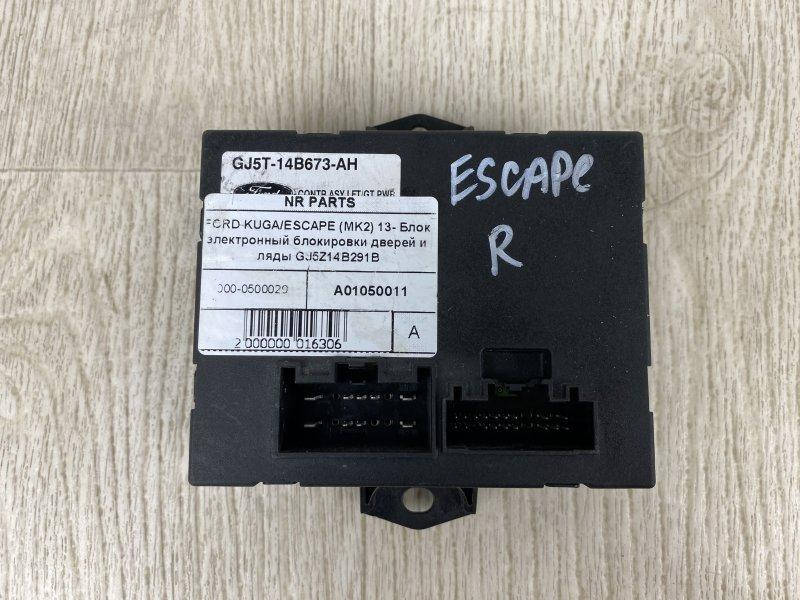 GJ5T-14B673-AH
Ford
CONTR ASY LFT/GT PWR
NR PARTS
FORD KUGA/ESCAPE (MK2) 13- Блок
электронный блокировки дверей и
ляды GJ5Z14B291B
000-0500029
A01050011
2 000000 016306
A
ESCAPE
R